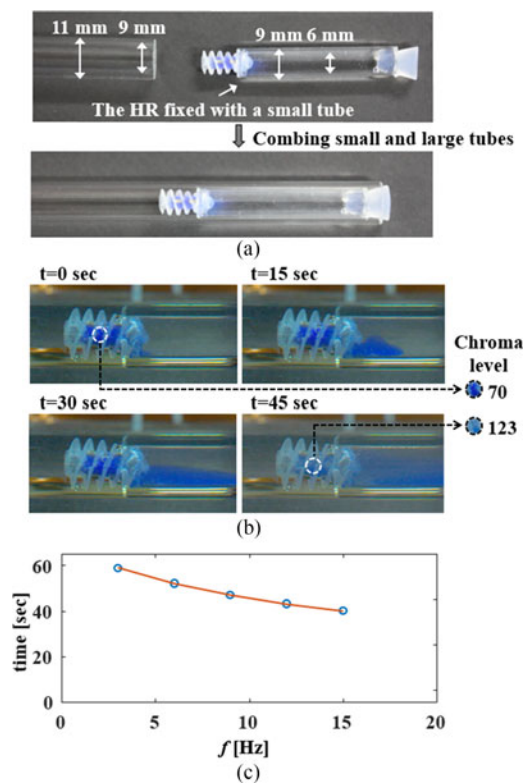 11 mm 9 mm
9 mm 6 mm
The HR fixed with a small tube
Combing small and large tubes
(a)
t=0 sec
t=15 sec
Chroma
level
70
t=30 sec
t=45 sec
123
(b)
60
40
20
0
time [sec]
0 5 10 15 20
f [Hz]
(c)